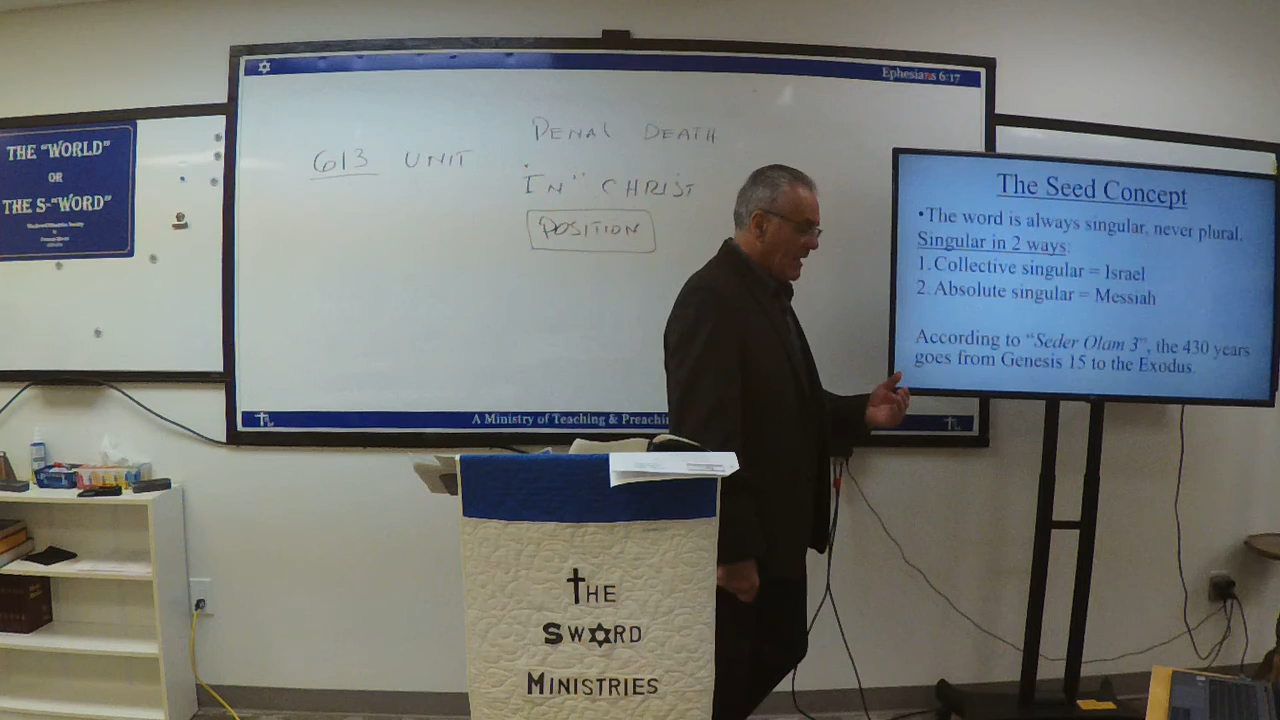 THE "WORLD"
OR
THE S-"WORD"
Ephesians 6:17
PENAL DEATH
613 UNIT
"IN" CHRIST
POSITION
A Ministry of Teaching & Preachin
The Seed Concept
•The word is always singular, never plural.
Singular in 2 ways:
1. Collective singular = Israel
2. Absolute singular = Messiah
According to "Seder Olam 3", the 430 years
goes from Genesis 15 to the Exodus.
THE
SWORD
MINISTRIES